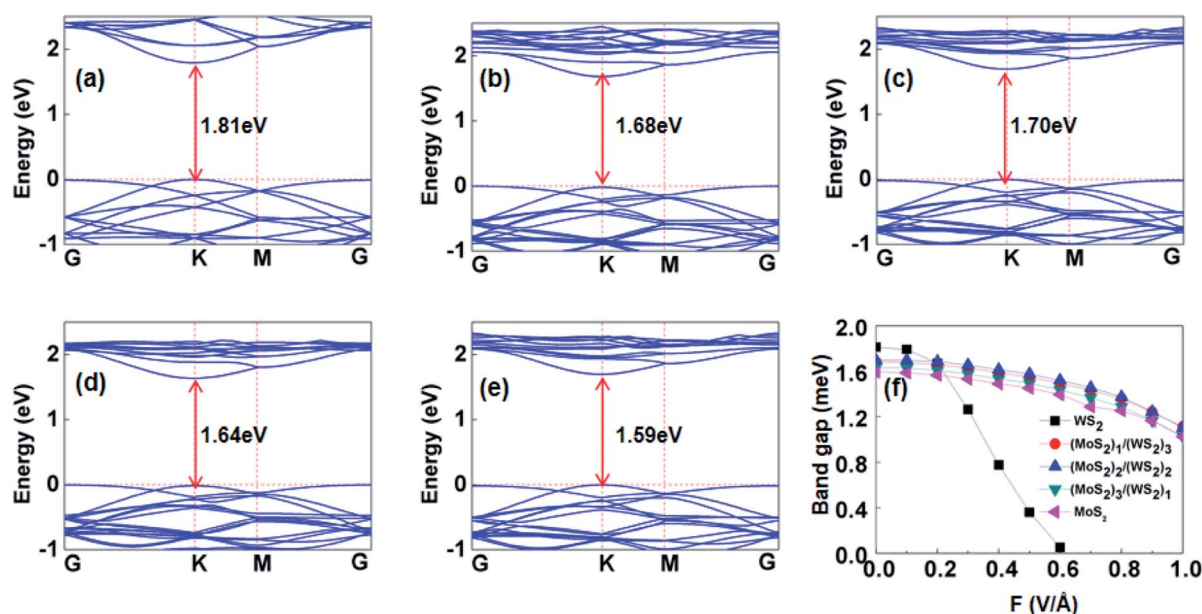 Energy (eV)
2
1
0
-1
(a)
1.81eV
G K M G
Energy (eV)
2
1
0
-1
(b)
1.68eV
G K M G
Energy (eV)
2
1
0
-1
(c)
1.70eV
G K M G
Energy (eV)
2
1
0
-1
(d)
1.64eV
G K M G
Energy (eV)
2
1
0
-1
(e)
1.59eV
G K M G
Band gap (meV)
2.0
1.6
1.2
0.8
0.4
0.0
(f)
WS₂
(MoS₂)₁/(WS₂)₃
(MoS₂)₂/(WS₂)₂
(MoS₂)₃/(WS₂)₁
MoS₂
0.0 0.2 0.4 0.6 0.8 1.0
F (V/Å)